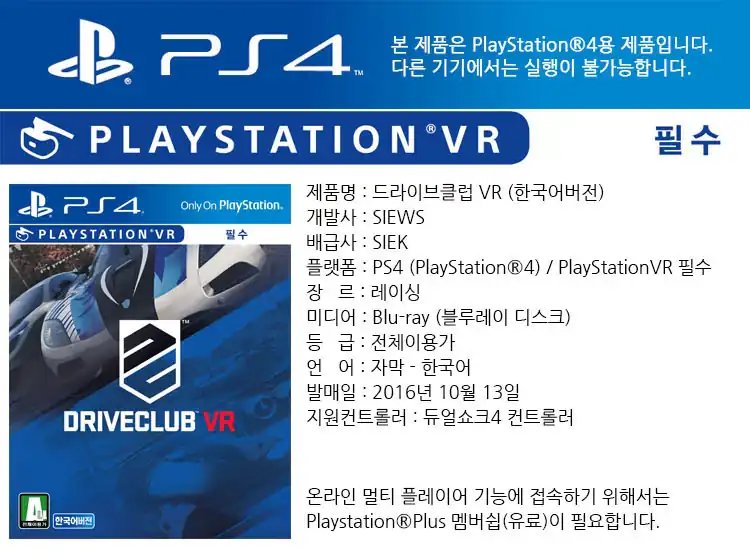 PS4™
본 제품은 PlayStation®4용 제품입니다.
다른 기기에서는 실행이 불가능합니다.
PLAYSTATION®VR
필수
PS4
Only On PlayStation.
PLAYSTATION®VR
필수
DRIVECLUB™ VR
전체이용가
한국어버전
제품명 : 드라이브클럽 VR (한국어버전)
개발사 : SIEWS
배급사 : SIEK
플랫폼 : PS4 (PlayStation®4) / PlayStationVR 필수
장 르 : 레이싱
미디어 : Blu-ray (블루레이 디스크)
등 급 : 전체이용가
언 어 : 자막 - 한국어
발매일 : 2016년 10월 13일
지원컨트롤러 : 듀얼쇼크4 컨트롤러
온라인 멀티 플레이어 기능에 접속하기 위해서는
Playstation®Plus 멤버쉽(유료)이 필요합니다.